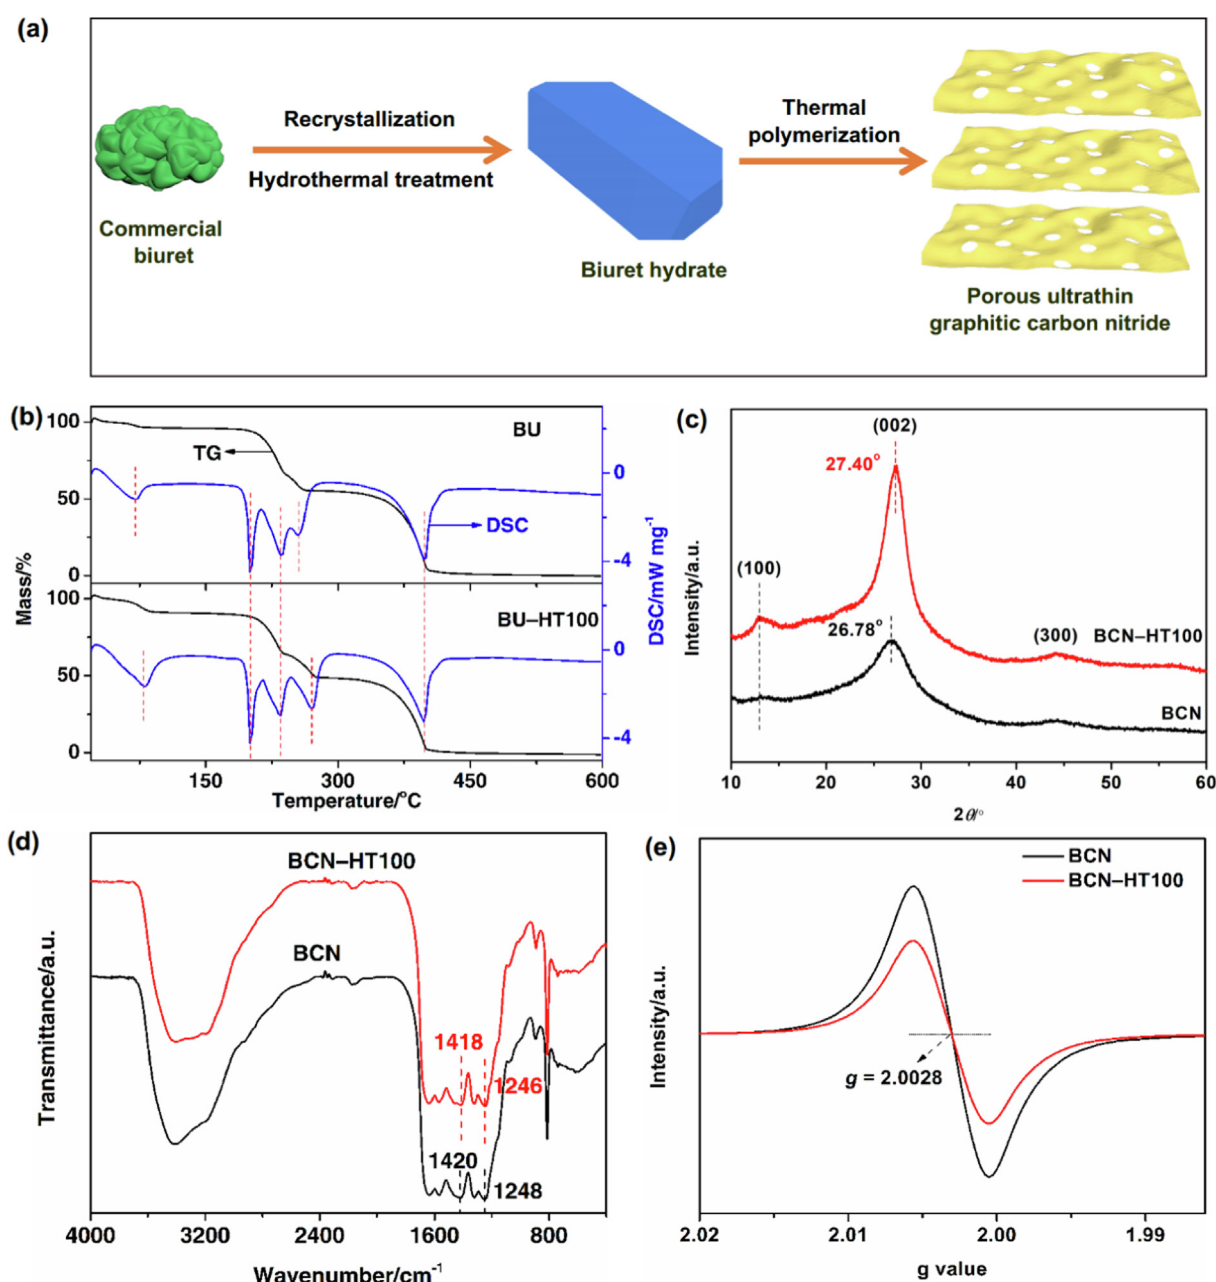 (a)
Recrystallization
Hydrothermal treatment
Thermal
polymerization
Commercial
biuret
Biuret hydrate
Porous ultrathin
graphitic carbon nitride
(b)
100
50
0
100
50
0
Mass/%
BU
TG
DSC
BU–HT100
0
-4
0
-4
DSC/mW mg⁻¹
150
300
450
600
Temperature/°C
(c)
(002)
27.40°
(100)
26.78°
(300)
BCN–HT100
BCN
Intensity/a.u.
10
20
30
40
50
60
2θ/°
(d)
BCN–HT100
BCN
1418
1246
1420
1248
Transmittance/a.u.
4000
3200
2400
1600
800
Wavenumber/cm⁻¹
(e)
BCN
BCN–HT100
g = 2.0028
Intensity/a.u.
2.02
2.01
2.00
1.99
g value